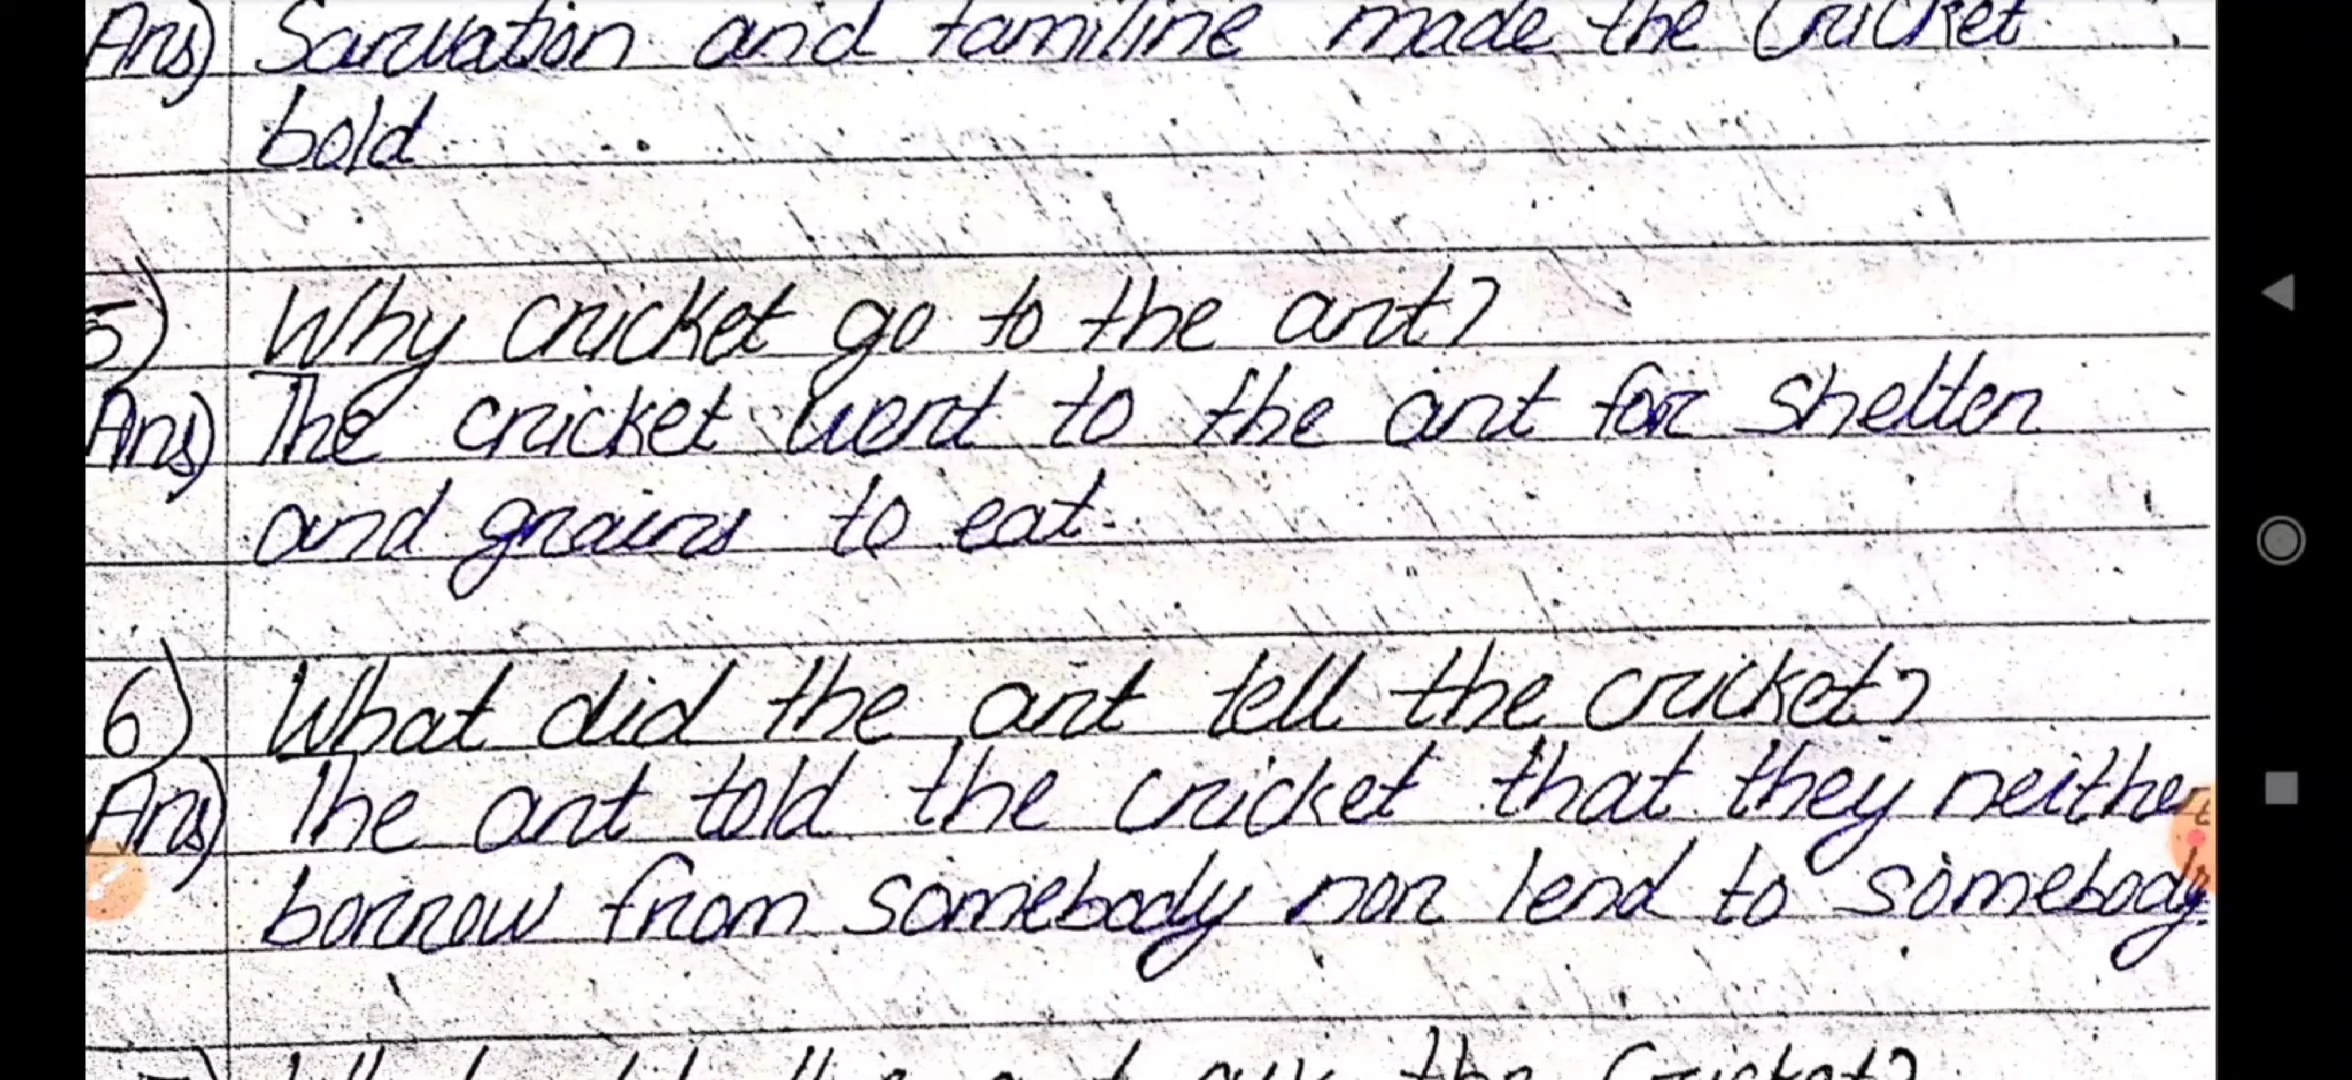 Ans) Sarvation and familine made the Cricket
bold
5) Why cricket go to the ant?
Ans) The cricket went to the ant for shelter
and grains to eat.
6) What did the ant tell the cricket?
Ans) The ant told the cricket that they neither
borrow from somebody nor lend to somebody.
the Cricket?